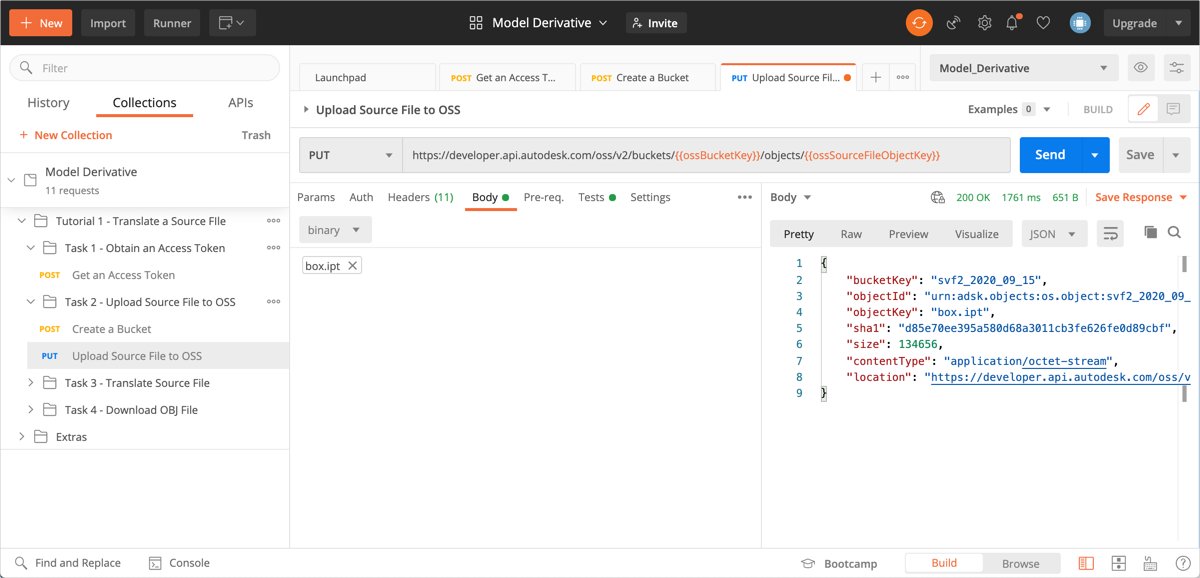 New Import Runner Model Derivative Invite Upgrade
Filter
History Collections APIs
+ New Collection Trash
Model Derivative
11 requests
Tutorial 1 - Translate a Source FIle
Task 1 - Obtain an Access Token
POST Get an Access Token
Task 2 - Upload Source File to OSS
POST Create a Bucket
PUT Upload Source File to OSS
Task 3 - Translate Source File
Task 4 - Download OBJ File
Extras
Launchpad POST Get an Access T... POST Create a Bucket PUT Upload Source Fil... Model_Derivative
Upload Source File to OSS Examples 0 BUILD
PUT https://developer.api.autodesk.com/oss/v2/buckets/{{ossBucketKey}}/objects/{{ossSourceFileObjectKey}} Send Save
Params Auth Headers (11) Body Pre-req. Tests Settings
binary
box.ipt
Body 200 OK 1761 ms 651 B Save Response
Pretty Raw Preview Visualize JSON
1 {
2 "bucketKey": "svf2_2020_09_15",
3 "objectId": "urn:adsk.objects:os.object:svf2_2020_09_
4 "objectKey": "box.ipt",
5 "sha1": "d85e70ee395a580d68a3011cb3fe626fe0d89cbf",
6 "size": 134656,
7 "contentType": "application/octet-stream",
8 "location": "https://developer.api.autodesk.com/oss/v
9 }
Find and Replace Console Bootcamp Build Browse